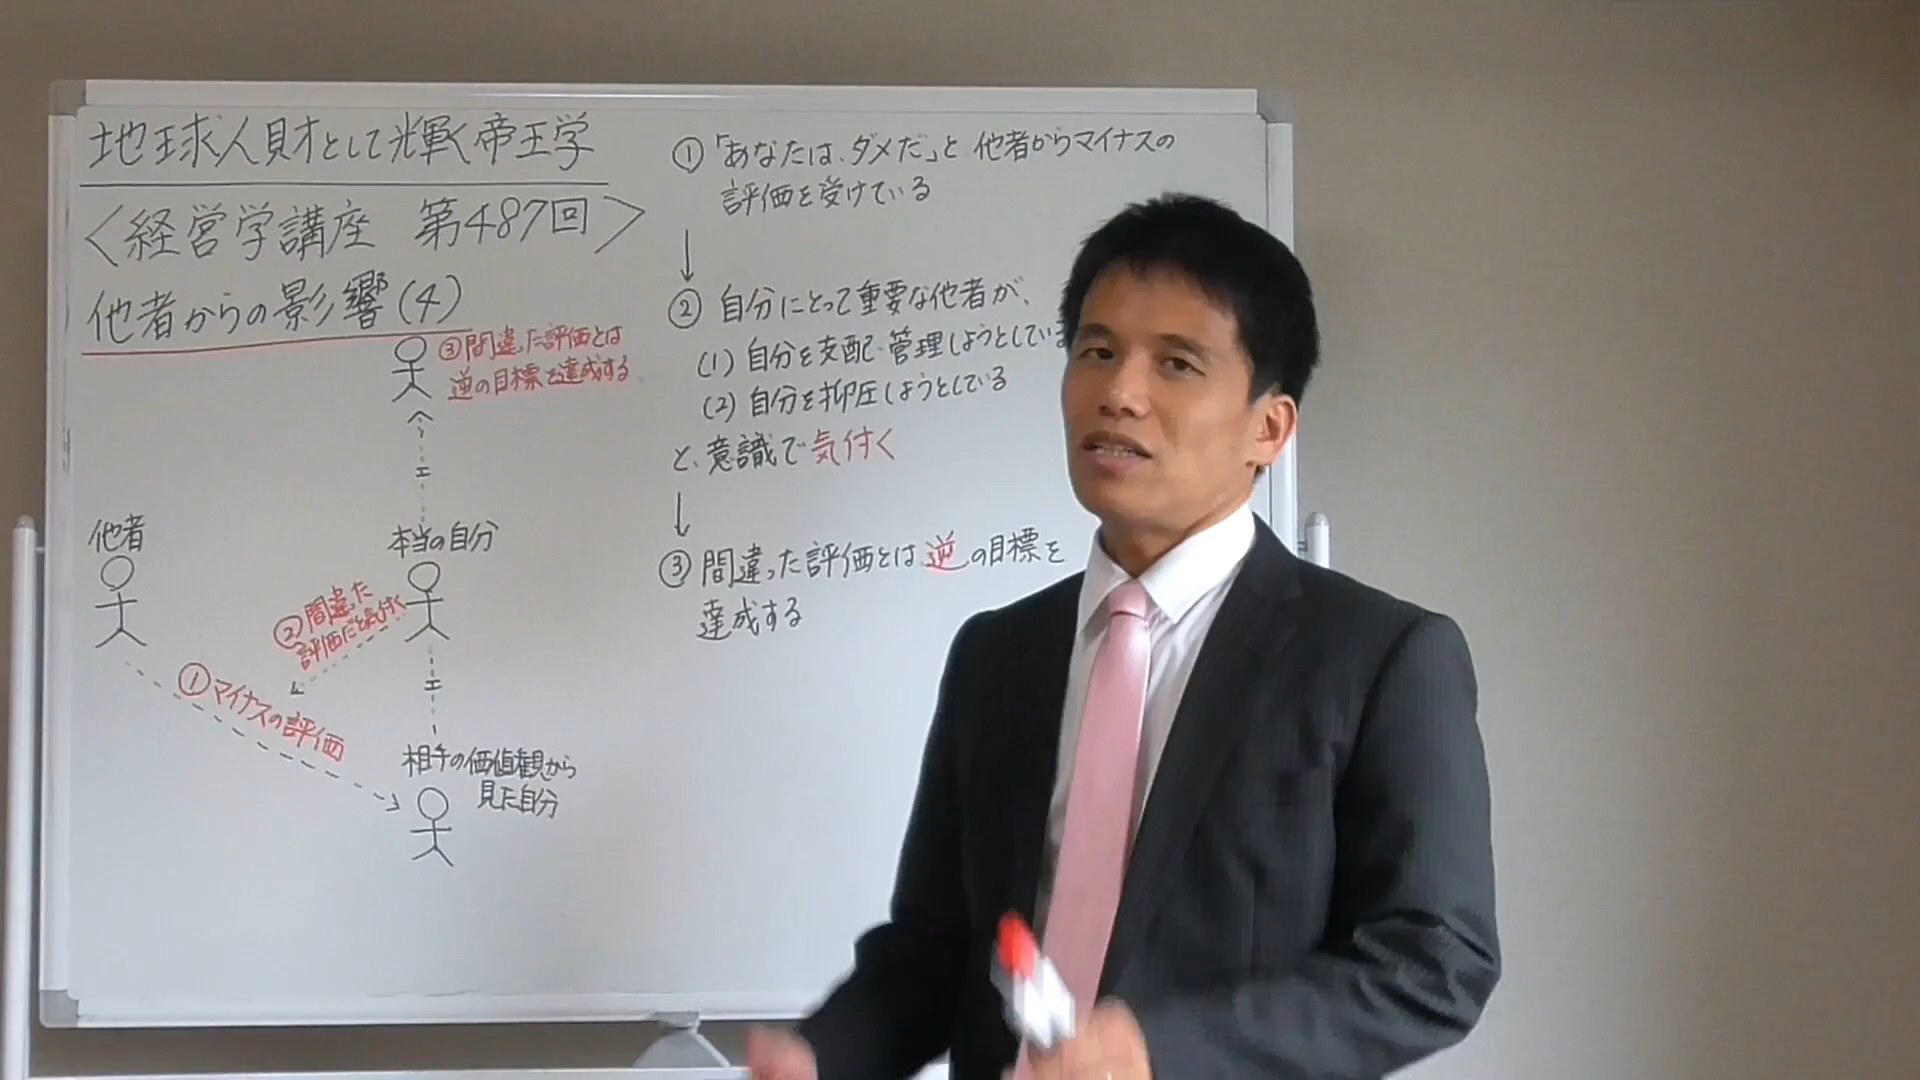 地球人財として輝く帝王学
＜経営学講座 第487回＞
他者からの影響(4)
③間違った評価とは
逆の目標を達成する
他者
本当の自分
②間違った
評価だと気付く
①マイナスの評価
相手の価値観から
見た自分
①「あなたは、ダメだ」と他者からマイナスの
評価を受けている
↓
②自分にとって重要な他者が、
(1)自分を支配・管理しようとしている
(2)自分を抑圧しようとしている
と、意識で気付く
↓
③間違った評価とは逆の目標を
達成する